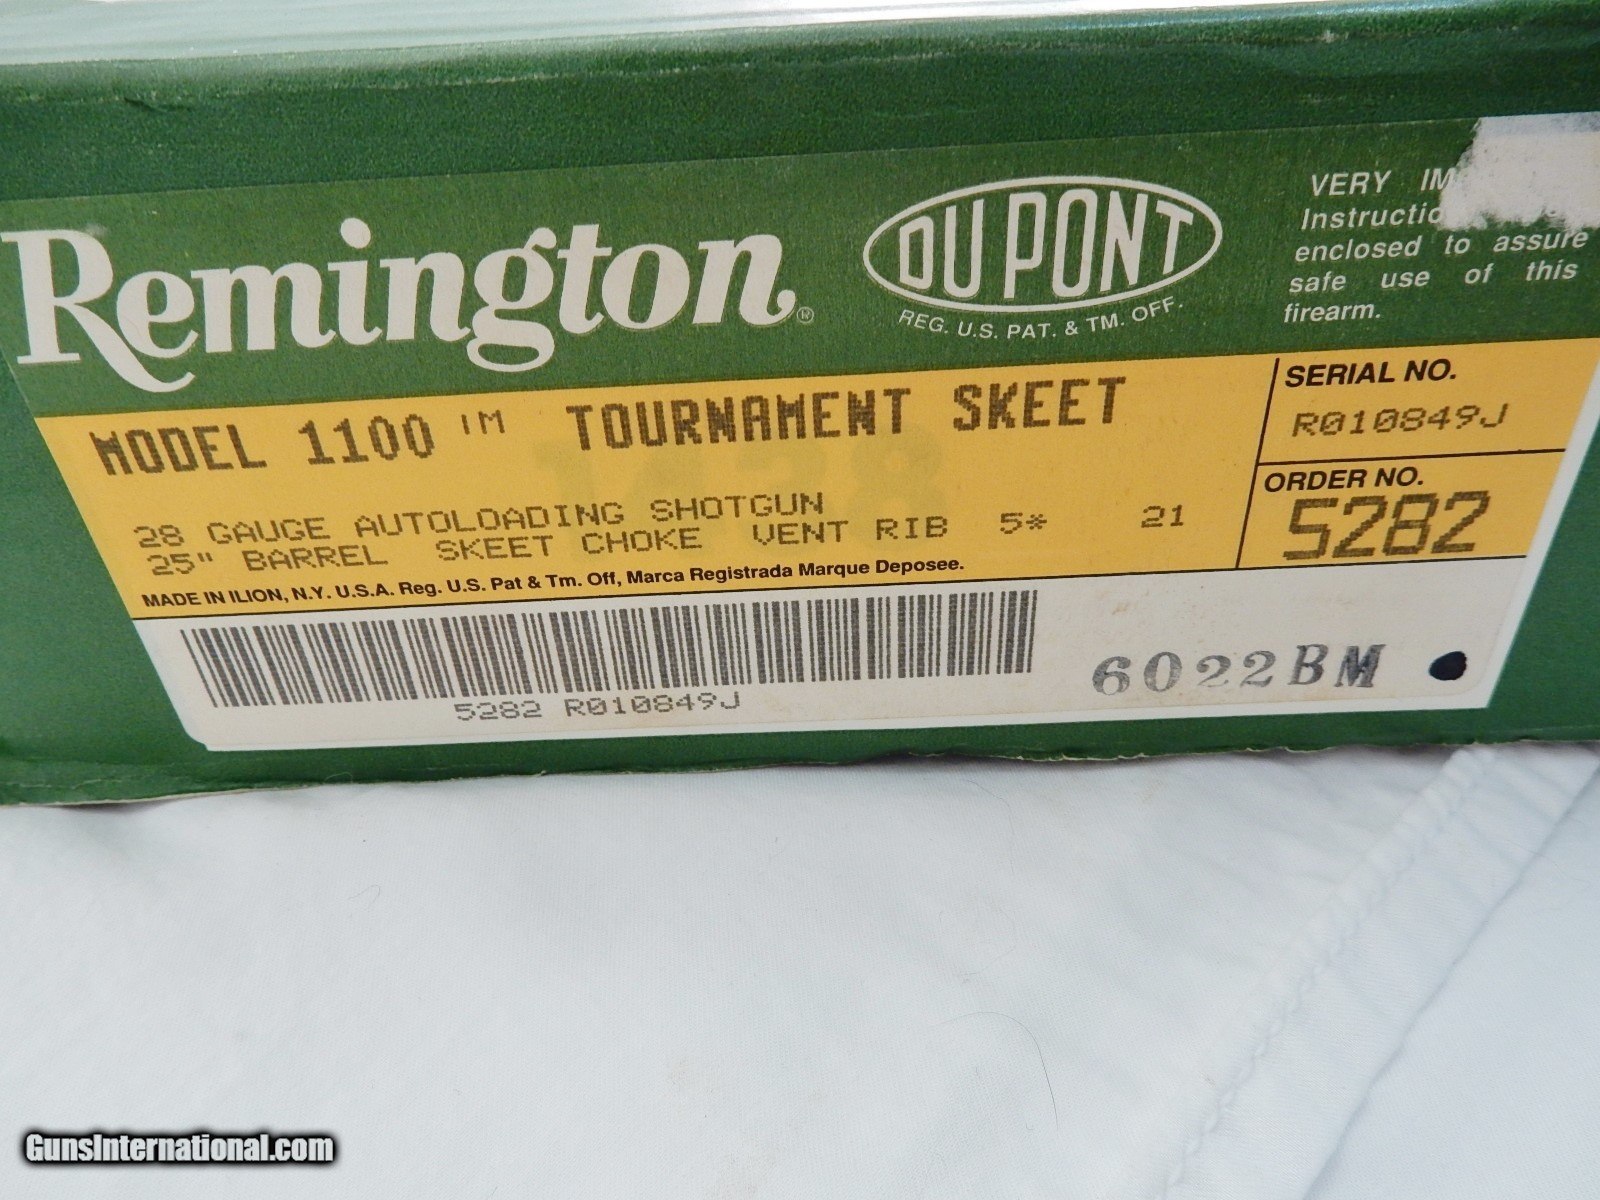 Remington®
DU PONT
REG. U.S. PAT. & TM. OFF.
VERY
enclosed to assure
safe use of this
firearm.
MODEL 1100 TM TOURNAMENT SKEET
28 GAUGE AUTOLOADING SHOTGUN
25" BARREL SKEET CHOKE VENT RIB 5* 21
MADE IN ILION, N.Y. U.S.A. Reg. U.S. Pat & Tm. Off, Marca Registrada Marque Deposee.
SERIAL NO.
R010849J
ORDER NO.
5282
5282 R010849J
6022BM
GunsInternational.com